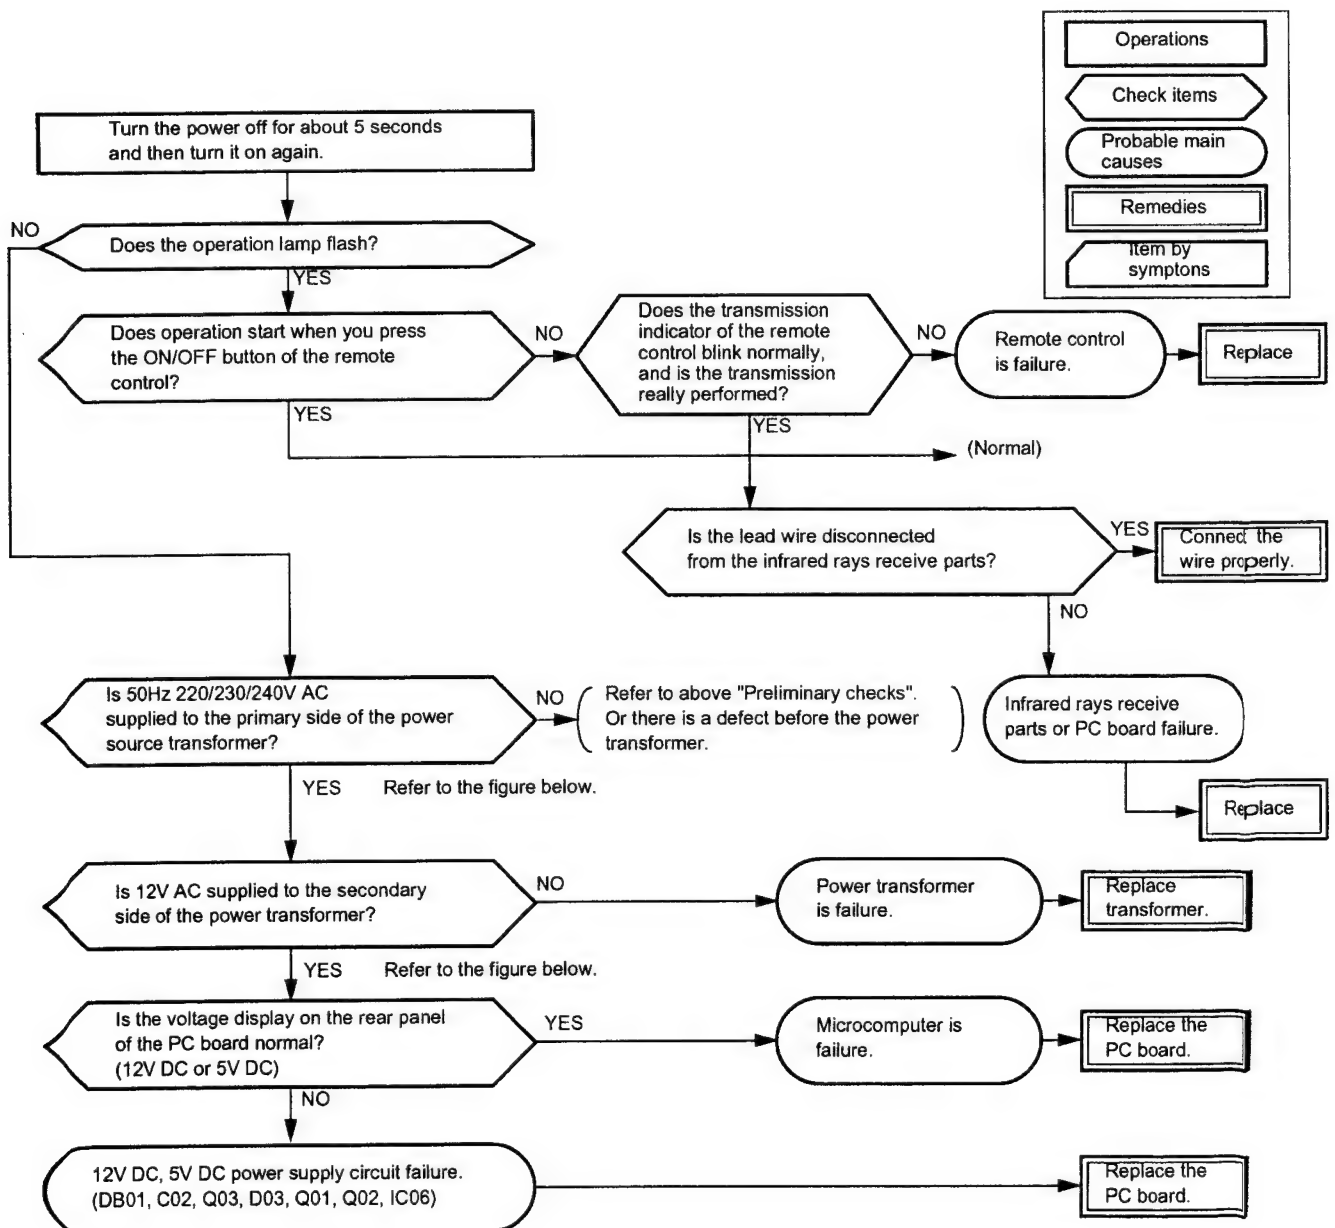 Operations
Check items
Probable main
causes
Remedies
Item by
symptons
Turn the power off for about 5 seconds
and then turn it on again.
NO
Does the operation lamp flash?
YES
Does operation start when you press
the ON/OFF button of the remote
control?
NO
Does the transmission
indicator of the remote
control blink normally,
and is the transmission
really performed?
NO
Remote control
is failure.
Replace
YES
YES
(Normal)
Is the lead wire disconnected
from the infrared rays receive parts?
YES
Connect the
wire properly.
NO
Is 50Hz 220/230/240V AC
supplied to the primary side of the power
source transformer?
NO
Refer to above "Preliminary checks".
Or there is a defect before the power
transformer.
Infrared rays receive
parts or PC board failure.
YES Refer to the figure below.
Replace
Is 12V AC supplied to the secondary
side of the power transformer?
NO
Power transformer
is failure.
Replace
transformer.
YES Refer to the figure below.
Is the voltage display on the rear panel
of the PC board normal?
(12V DC or 5V DC)
YES
Microcomputer is
failure.
Replace the
PC board.
NO
12V DC, 5V DC power supply circuit failure.
(DB01, C02, Q03, D03, Q01, Q02, IC06)
Replace the
PC board.